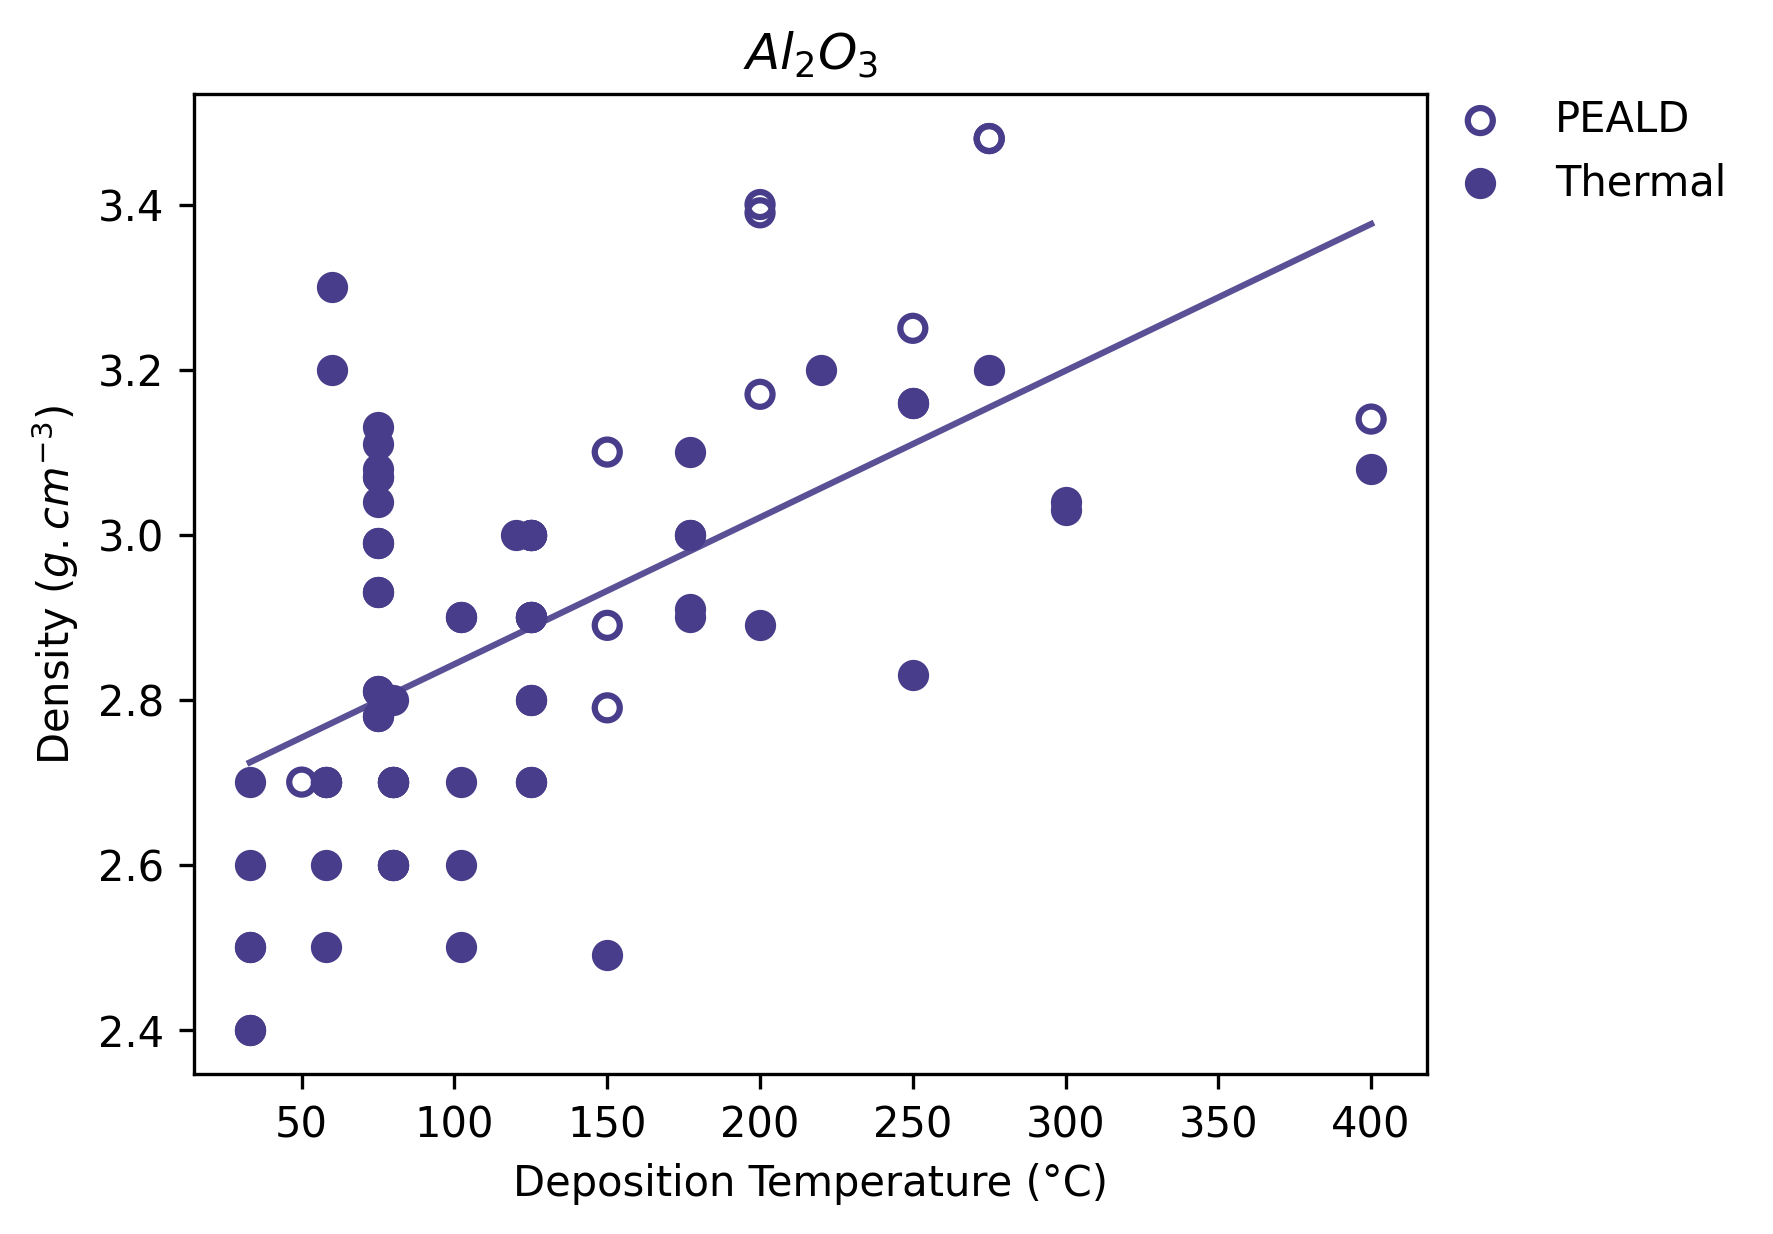 Al₂O₃
PEALD
Thermal
3.4
3.2
3.0
2.8
2.6
2.4
Density (g.cm⁻³)
50 100 150 200 250 300 350 400
Deposition Temperature (°C)